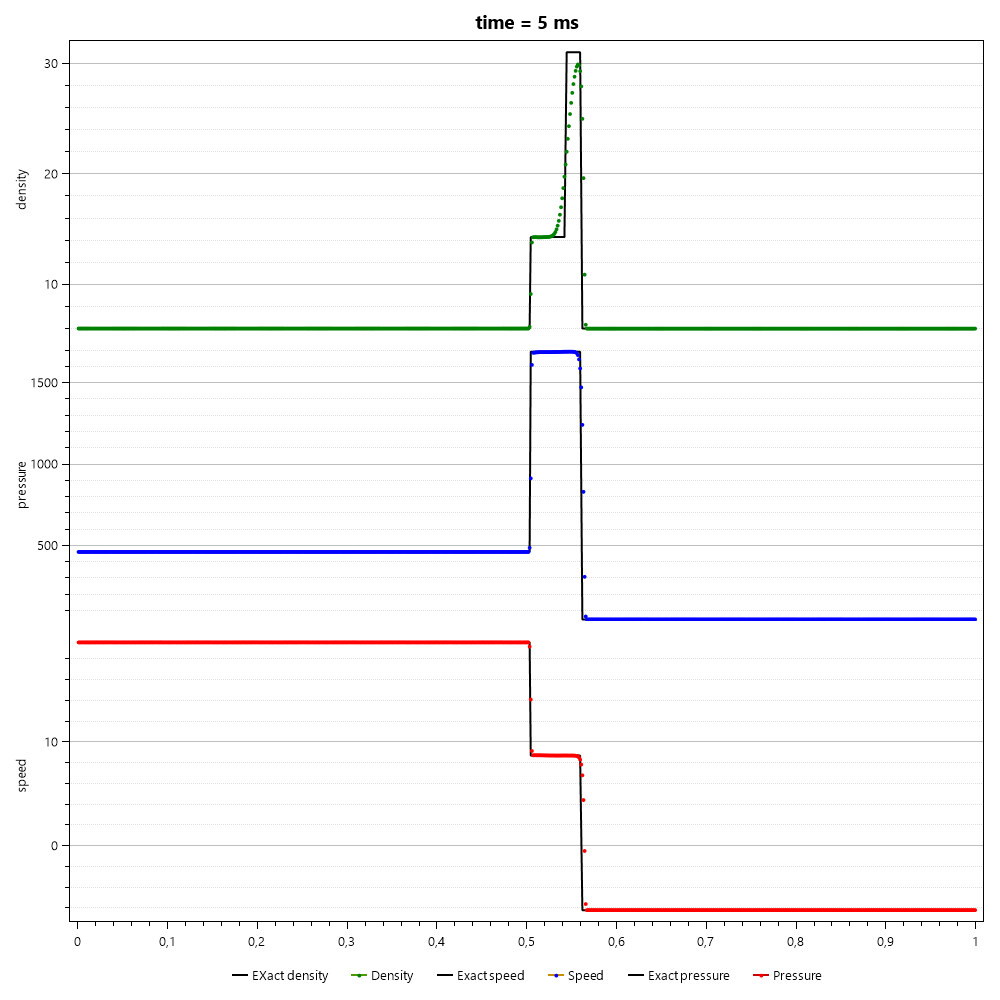 time = 5 ms
30
20
10
density
1500
1000
500
pressure
10
0
speed
0
0,1
0,2
0,3
0,4
0,5
0,6
0,7
0,8
0,9
1
EXact density
Density
Exact speed
Speed
Exact pressure
Pressure